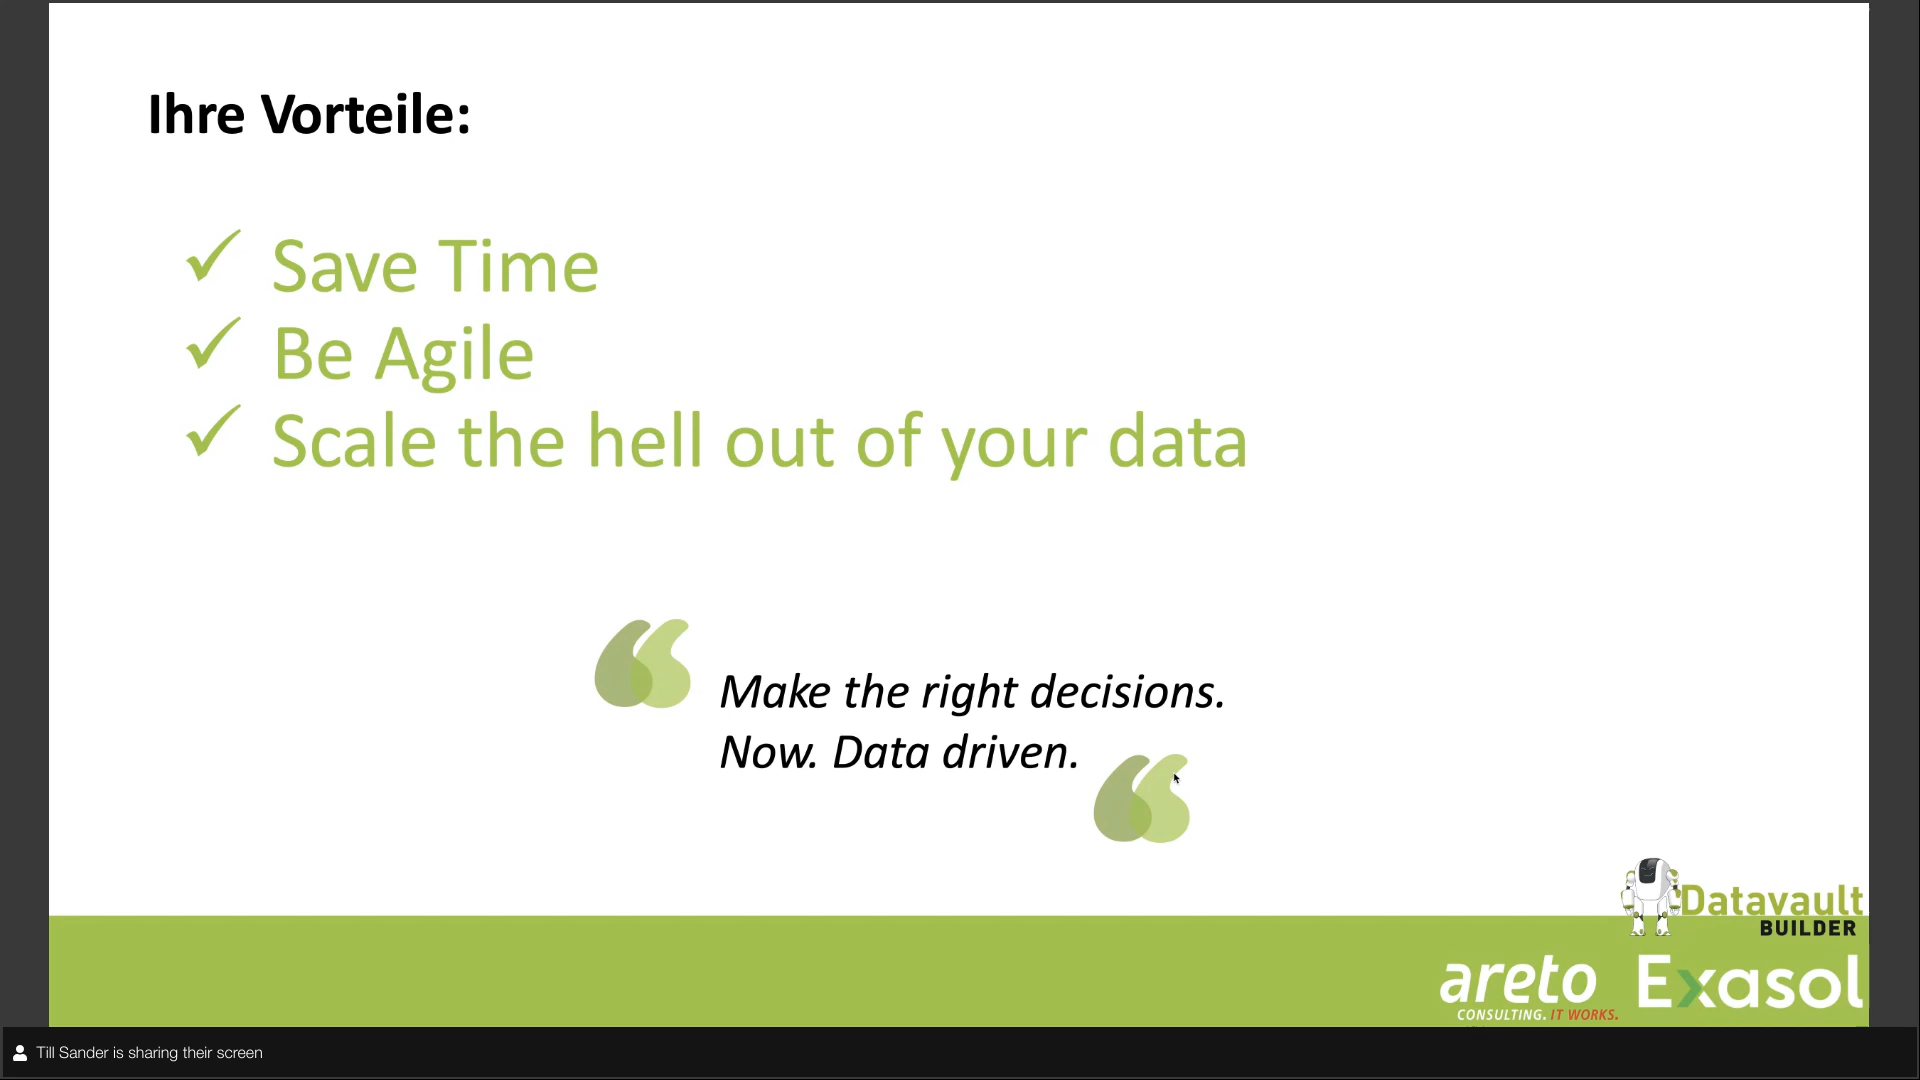 Ihre Vorteile:
✓ Save Time
✓ Be Agile
✓ Scale the hell out of your data
Make the right decisions.
Now. Data driven.
Datavault
BUILDER
areto
CONSULTING. IT WORKS.
Exasol
Till Sander is sharing their screen